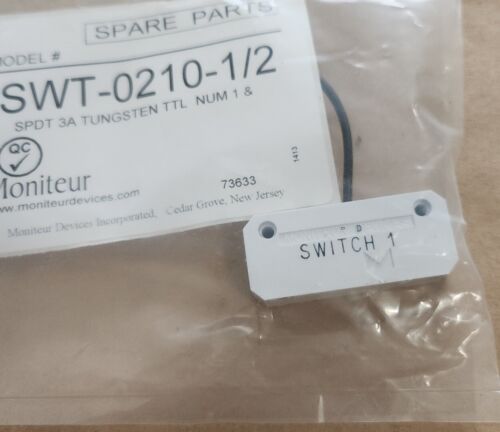 SPARE PARTS
MODEL #
SWT-0210-1/2
SPDT 3A TUNGSTEN TTL NUM 1 &
QC
Moniteur
www.moniteurdevices.com
73633
1413
Moniteur Devices Incorporated, Cedar Grove, New Jersey
SWITCH 1